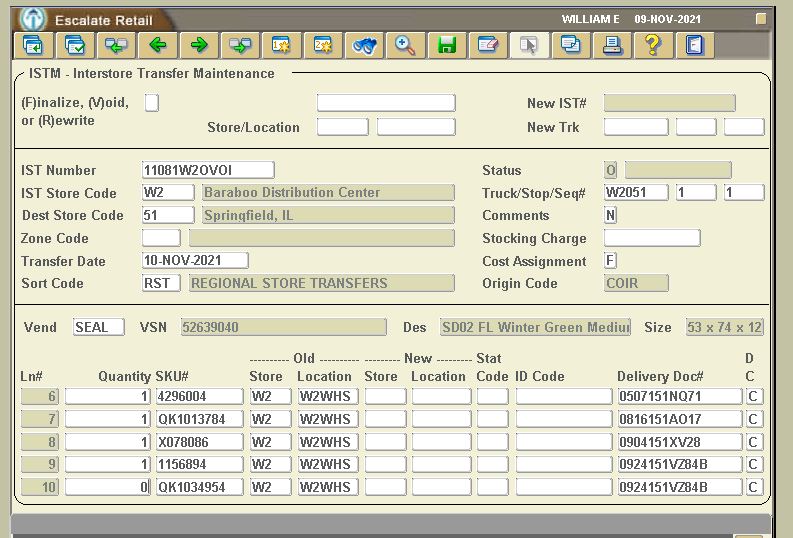 Escalate Retail WILLIAM E 09-NOV-2021
ISTM - Interstore Transfer Maintenance
(F)inalize, (V)oid, New IST#
or (R)ewrite Store/Location New Trk
IST Number 11081W2OVOI Status O
IST Store Code W2 Baraboo Distribution Center Truck/Stop/Seq# W2051 1 1
Dest Store Code 51 Springfield, IL Comments N
Zone Code Stocking Charge
Transfer Date 10-NOV-2021 Cost Assignment F
Sort Code RST REGIONAL STORE TRANSFERS Origin Code COIR
Vend SEAL VSN 52639040 Des SD02 FL Winter Green Mediu Size 53 x 74 x 12
--------- Old --------- -------- New -------- Stat D
Ln# Quantity SKU# Store Location Store Location Code ID Code Delivery Doc# C
6 1 4296004 W2 W2WHS 0507151NQ71 C
7 1 QK1013784 W2 W2WHS 0816151AO17 C
8 1 X078086 W2 W2WHS 0904151XV28 C
9 1 1156894 W2 W2WHS 0924151VZ84B C
10 0 QK1034954 W2 W2WHS 0924151VZ84B C